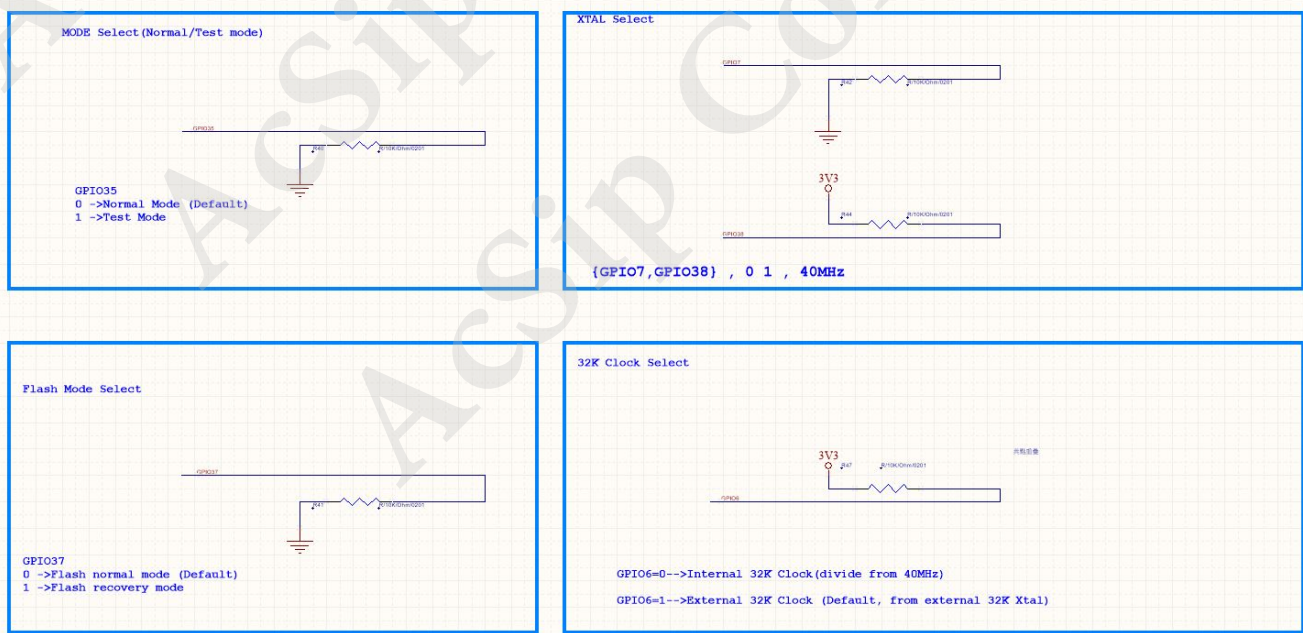 MODE Select(Normal/Test mode)
GPIO35
R40
R/10K/Ohm/0201
GPIO35
0 ->Normal Mode (Default)
1 ->Test Mode
XTAL Select
GPIO7
R42
R/10K/Ohm/0201
3V3
R44
R/10K/Ohm/0201
GPIO38
{GPIO7,GPIO38} , 0 1 , 40MHz
Flash Mode Select
GPIO37
R41
R/10K/Ohm/0201
GPIO37
0 ->Flash normal mode (Default)
1 ->Flash recovery mode
32K Clock Select
3V3
R47
R/10K/Ohm/0201
GPIO6
GPIO6=0-->Internal 32K Clock(divide from 40MHz)
GPIO6=1-->External 32K Clock (Default, from external 32K Xtal)
AcSip
AcSip